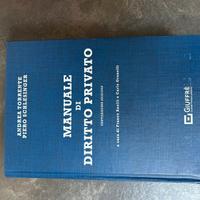 ANDREA TORRENTE
PIERO SCHLESINGER
MANUALE
DI
DIRITTO PRIVATO
a cura di Franco Anelli e Carlo Granelli
GIUFFRÈ